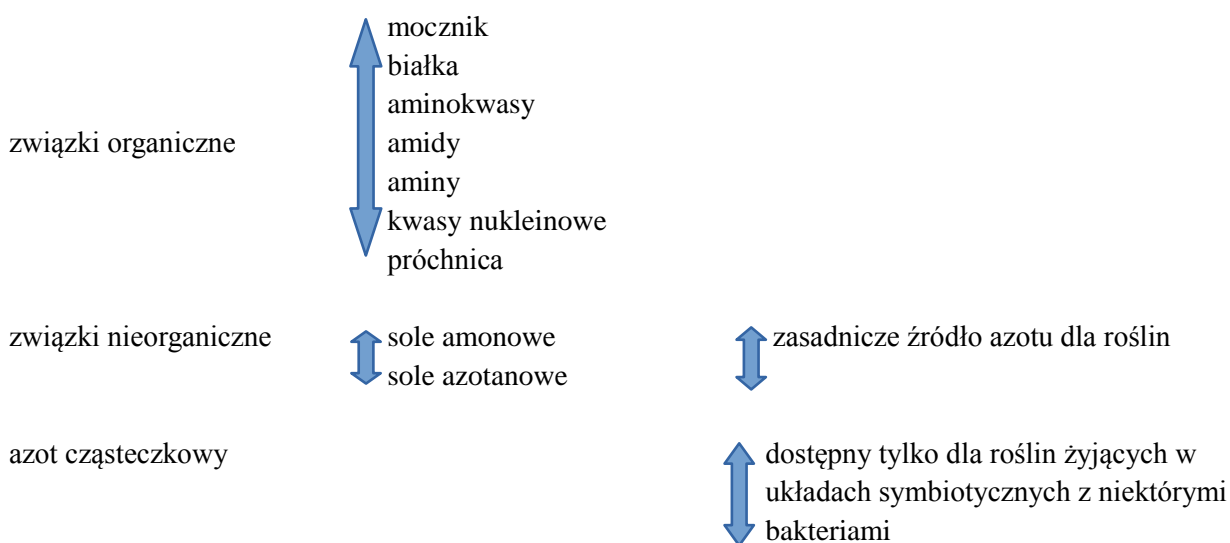 mocznik
białka
aminokwasy
związki organiczne amidy
aminy
kwasy nukleinowe
próchnica
związki nieorganiczne sole amonowe zasadnicze źródło azotu dla roślin
sole azotanowe
azot cząsteczkowy dostępny tylko dla roślin żyjących w
układach symbiotycznych z niektórymi
bakteriami